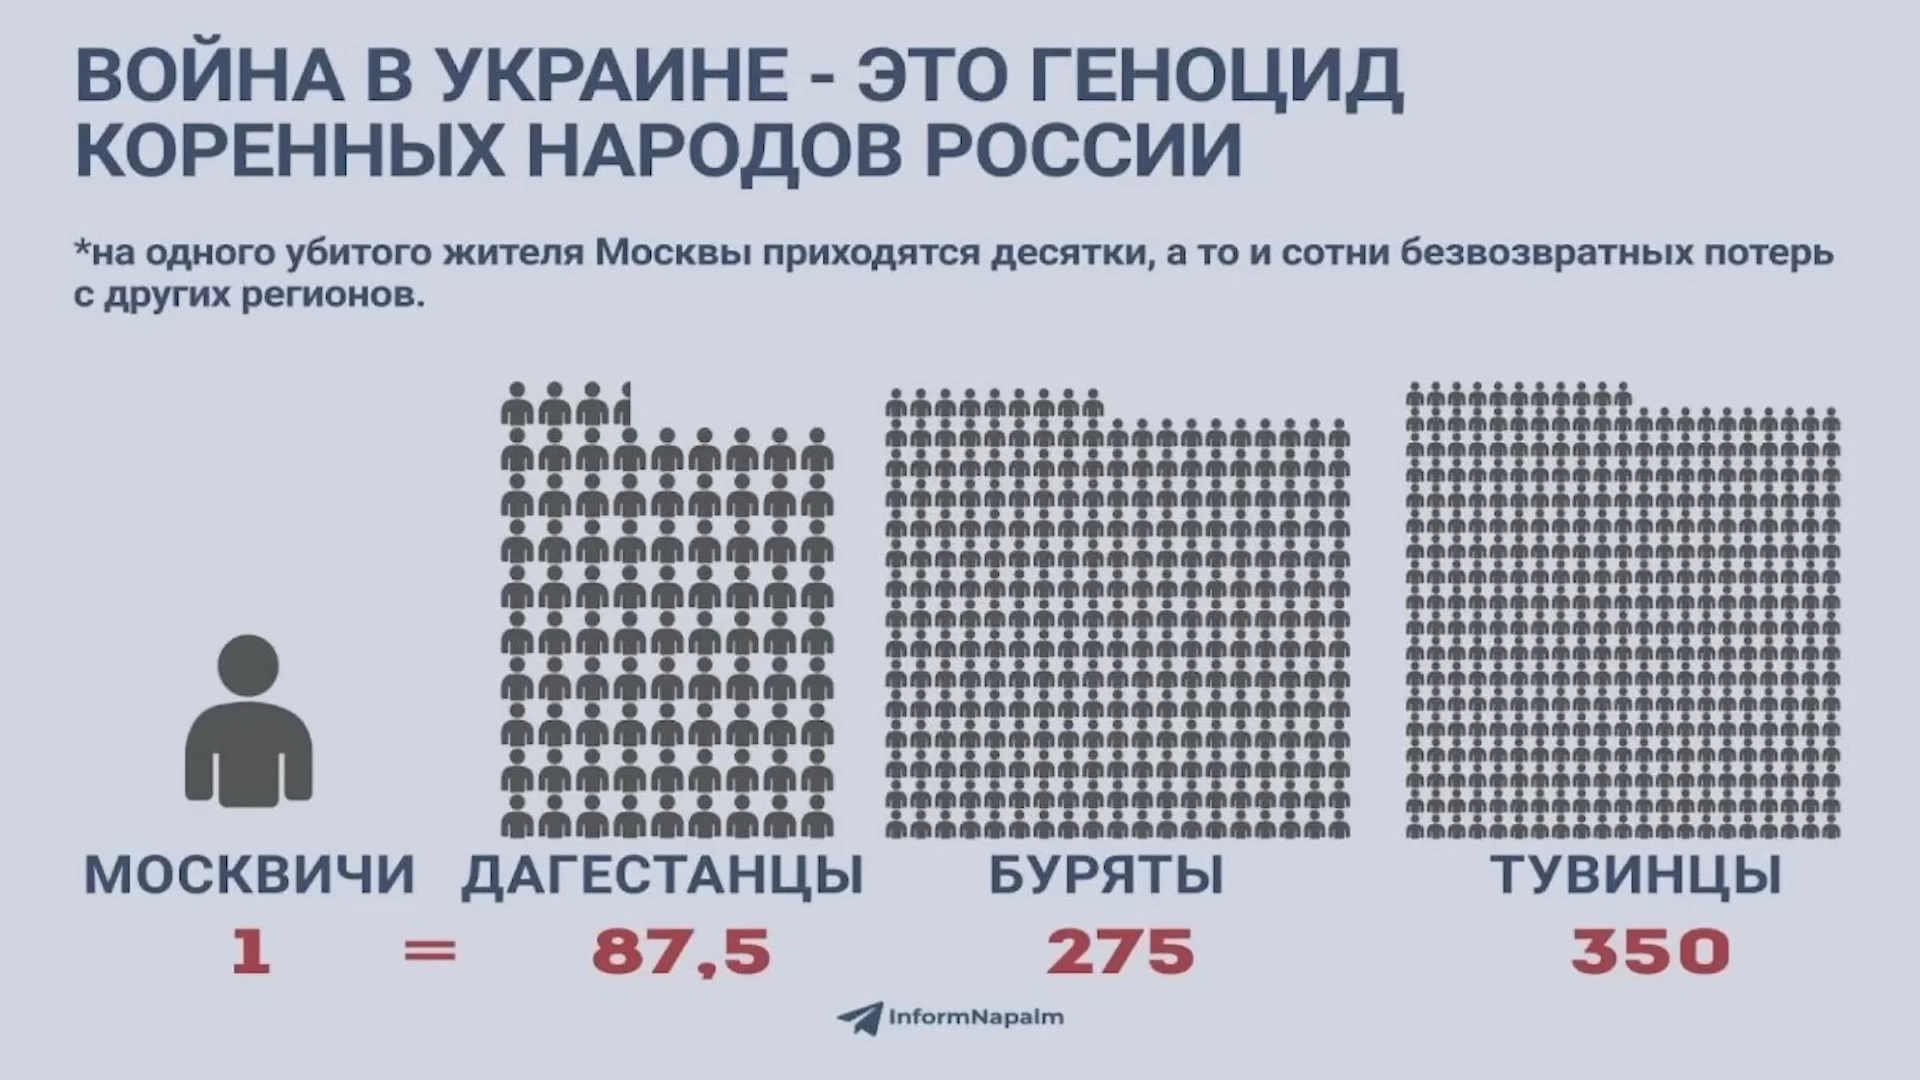 ВОЙНА В УКРАИНЕ - ЭТО ГЕНОЦИД
КОРЕННЫХ НАРОДОВ РОССИИ
*на одного убитого жителя Москвы приходятся десятки, а то и сотни безвозвратных потерь
с других регионов.
МОСКВИЧИ ДАГЕСТАНЦЫ БУРЯТЫ ТУВИНЦЫ
1 = 87,5 275 350
InformNapalm